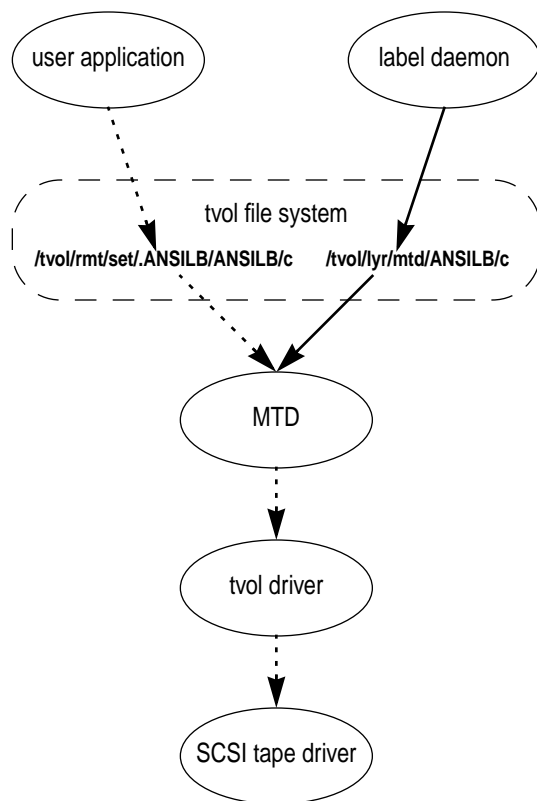 user application
label daemon
tvol file system
/tvol/rmt/set/.ANSILB/ANSILB/c
/tvol/lyr/mtd/ANSILB/c
MTD
tvol driver
SCSI tape driver